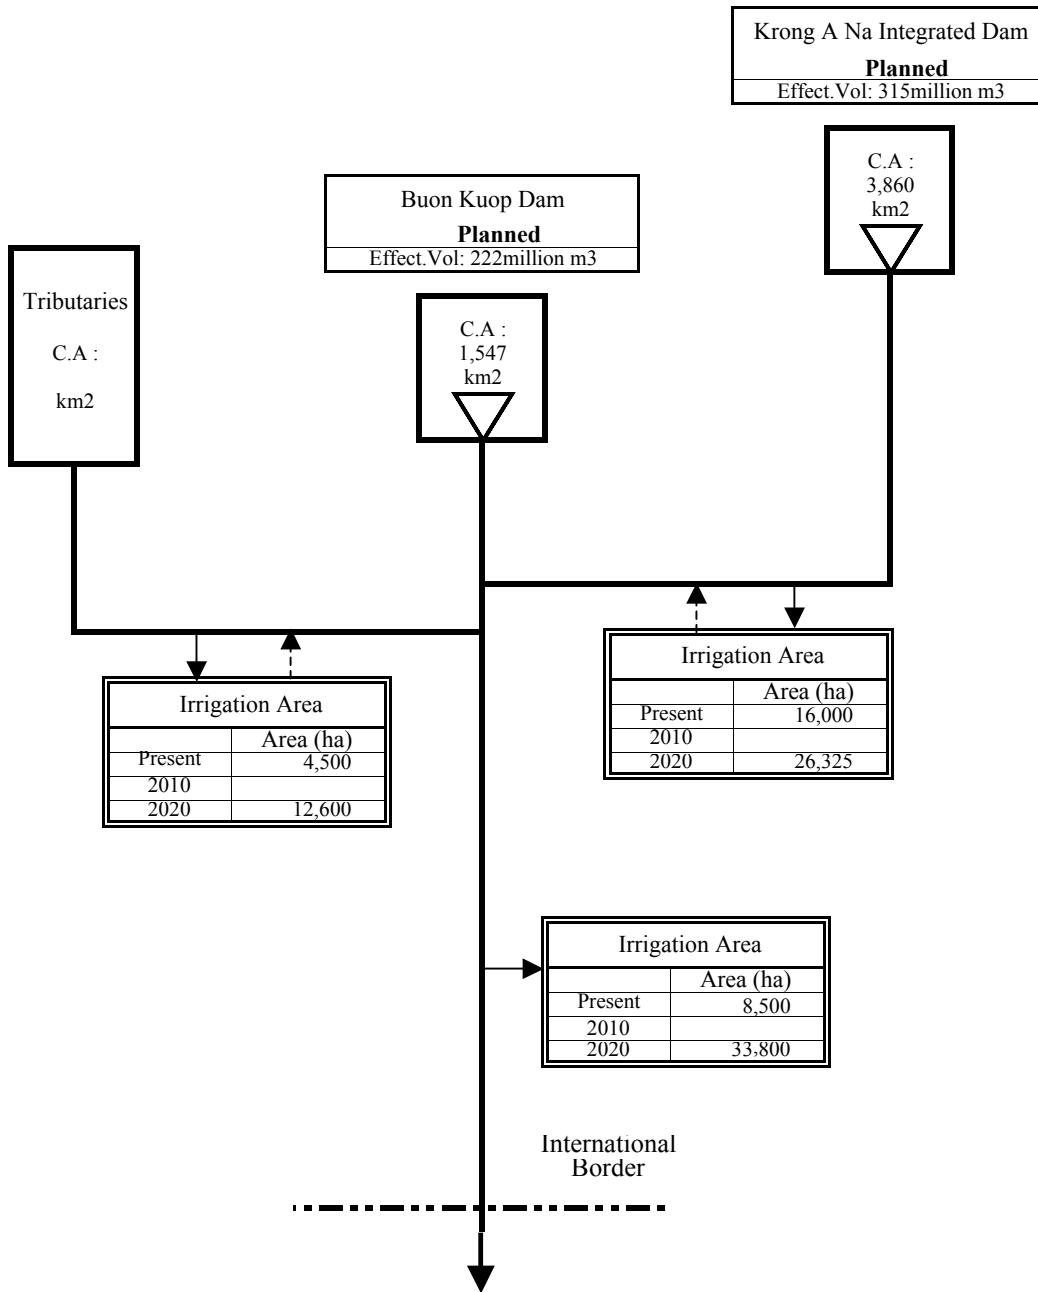 Krong A Na Integrated Dam
Planned
Effect.Vol: 315million m3
C.A :
3,860
km2
Buon Kuop Dam
Planned
Effect.Vol: 222million m3
C.A :
1,547
km2
Tributaries
C.A :
km2
Irrigation Area
Area (ha)
Present 16,000
2010
2020 26,325
Irrigation Area
Area (ha)
Present 4,500
2010
2020 12,600
Irrigation Area
Area (ha)
Present 8,500
2010
2020 33,800
International
Border